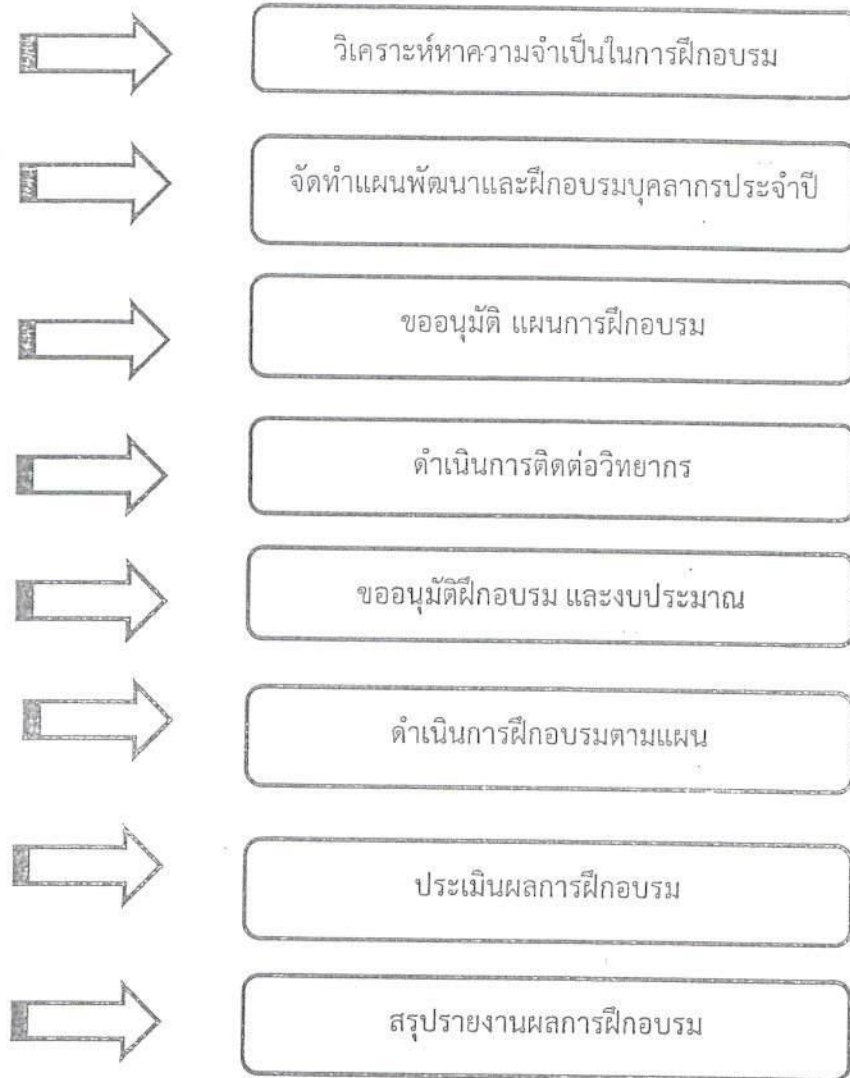 วิเคราะห์หาความจำเป็นในการฝึกอบรม
จัดทำแผนพัฒนาและฝึกอบรมบุคลากรประจำปี
ขออนุมัติ แผนการฝึกอบรม
ดำเนินการติดต่อวิทยากร
ขออนุมัติฝึกอบรม และงบประมาณ
ดำเนินการฝึกอบรมตามแผน
ประเมินผลการฝึกอบรม
สรุปรายงานผลการฝึกอบรม